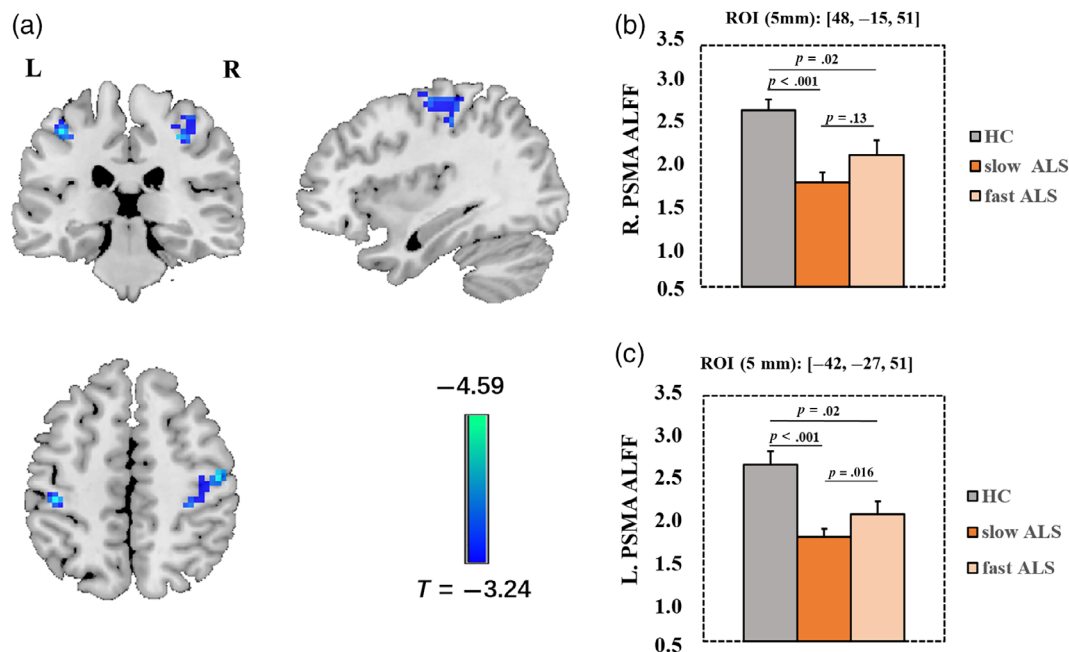 (a)
L
R
−4.59
T = −3.24
(b)
ROI (5mm): [48, −15, 51]
R. PSMA ALFF
3.5
3.0
2.5
2.0
1.5
1.0
0.5
p = .02
p < .001
p = .13
HC
slow ALS
fast ALS
(c)
ROI (5 mm): [−42, −27, 51]
L. PSMA ALFF
3.5
3.0
2.5
2.0
1.5
1.0
0.5
p = .02
p < .001
p = .016
HC
slow ALS
fast ALS